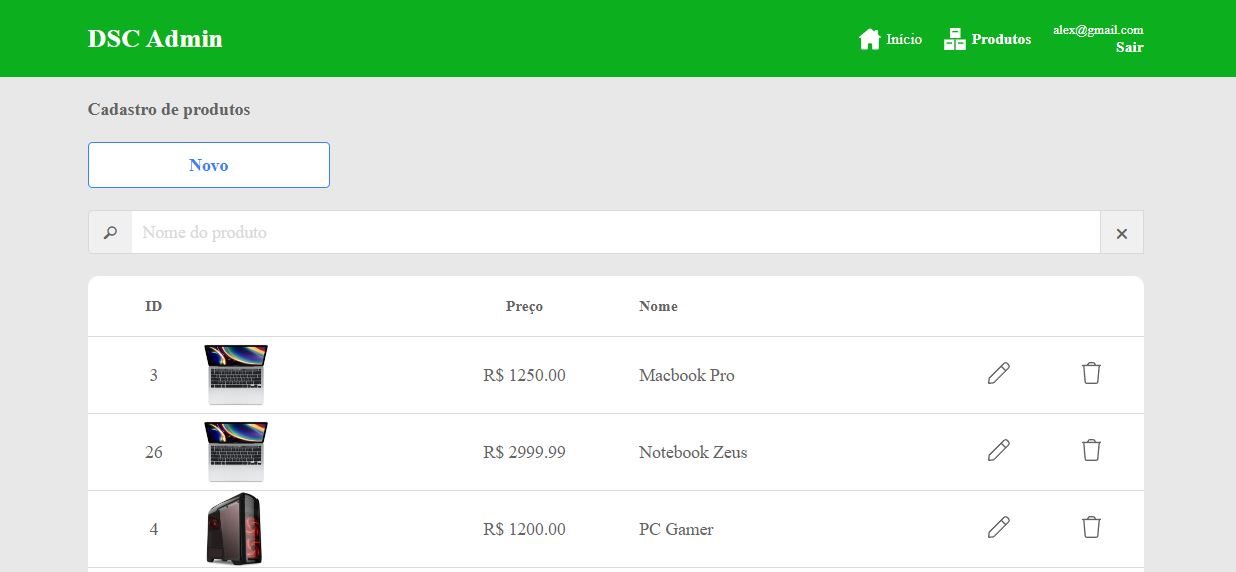 DSC Admin
Início
Produtos
alex@gmail.com
Sair
Cadastro de produtos
Novo
Nome do produto
ID Preço Nome
3 R$ 1250.00 Macbook Pro
26 R$ 2999.99 Notebook Zeus
4 R$ 1200.00 PC Gamer